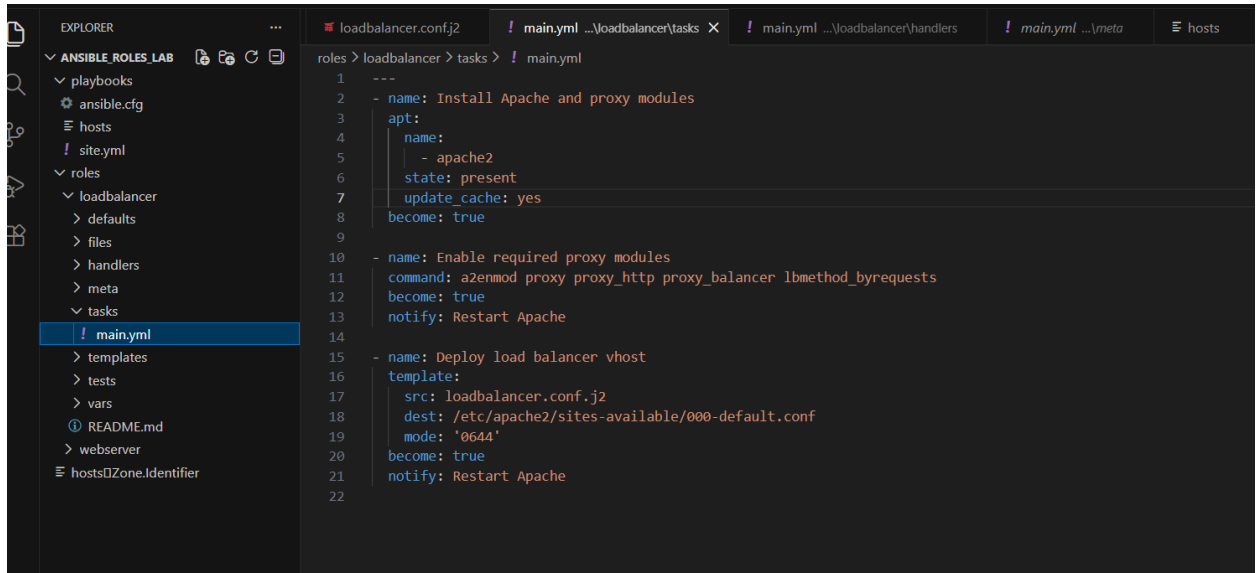 EXPLORER ...
ANSIBLE_ROLES_LAB
playbooks
ansible.cfg
hosts
! site.yml
roles
loadbalancer
defaults
files
handlers
meta
tasks
! main.yml
templates
tests
vars
README.md
webserver
hosts▯Zone.Identifier
loadbalancer.conf.j2 ! main.yml ...\loadbalancer\tasks X ! main.yml ...\loadbalancer\handlers ! main.yml ...\meta hosts
roles > loadbalancer > tasks > ! main.yml
1 ---
2 - name: Install Apache and proxy modules
3   apt:
4     name:
5       - apache2
6     state: present
7     update_cache: yes
8   become: true
9
10 - name: Enable required proxy modules
11   command: a2enmod proxy proxy_http proxy_balancer lbmethod_byrequests
12   become: true
13   notify: Restart Apache
14
15 - name: Deploy load balancer vhost
16   template:
17     src: loadbalancer.conf.j2
18     dest: /etc/apache2/sites-available/000-default.conf
19     mode: '0644'
20   become: true
21   notify: Restart Apache
22